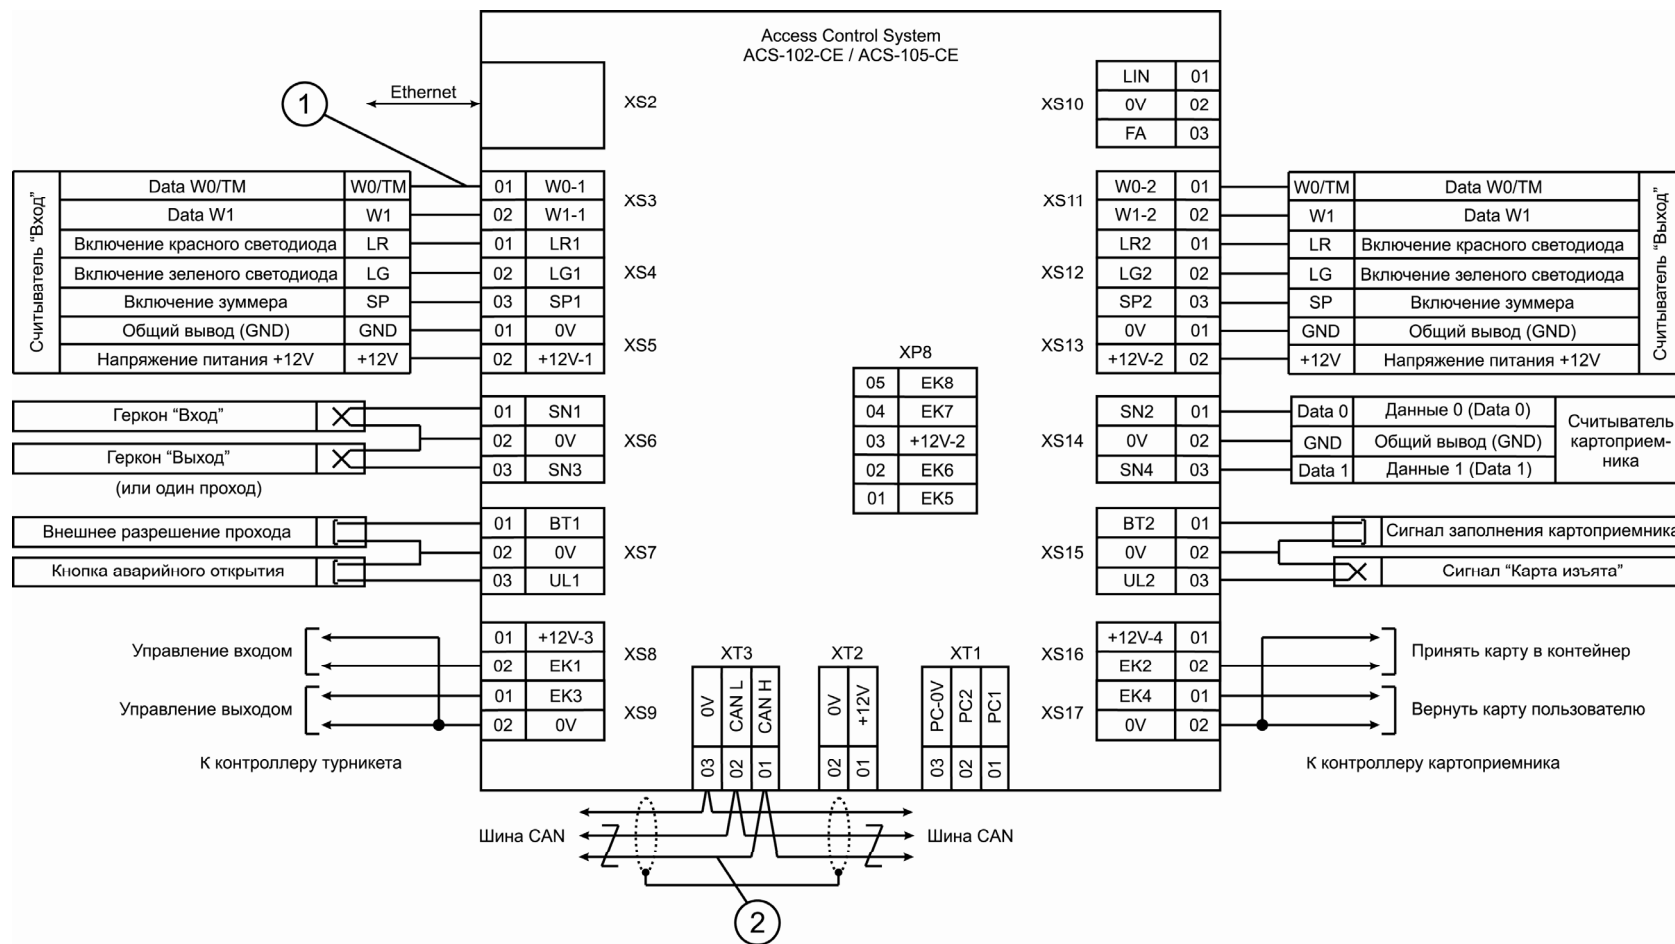 Access Control System
ACS-102-CE / ACS-105-CE
1
Ethernet
XS2
Считыватель “Вход”
Data W0/TM W0/TM 01 W0-1
Data W1 W1 02 W1-1
XS3
Включение красного светодиода LR 01 LR1
Включение зеленого светодиода LG 02 LG1
Включение зуммера SP 03 SP1
XS4
Общий вывод (GND) GND 01 0V
Напряжение питания +12V +12V 02 +12V-1
XS5
Геркон “Вход”
Геркон “Выход”
(или один проход)
01 SN1
02 0V
03 SN3
XS6
Внешнее разрешение прохода
Кнопка аварийного открытия
01 BT1
02 0V
03 UL1
XS7
Управление входом
01 +12V-3
02 EK1
XS8
Управление выходом
01 EK3
02 0V
XS9
К контроллеру турникета
XP8
05 EK8
04 EK7
03 +12V-2
02 EK6
01 EK5
XT3
0V CAN L CAN H
03 02 01
XT2
0V +12V
02 01
XT1
PC-0V PC2 PC1
03 02 01
Шина CAN
Шина CAN
2
XS10
LIN 01
0V 02
FA 03
XS11
W0-2 01 W0/TM Data W0/TM
W1-2 02 W1 Data W1
XS12
LR2 01 LR Включение красного светодиода
LG2 02 LG Включение зеленого светодиода
SP2 03 SP Включение зуммера
XS13
0V 01 GND Общий вывод (GND)
+12V-2 02 +12V Напряжение питания +12V
Считыватель “Выход”
XS14
SN2 01 Data 0 Данные 0 (Data 0)
0V 02 GND Общий вывод (GND)
SN4 03 Data 1 Данные 1 (Data 1)
Считыватель
картоприем-
ника
XS15
BT2 01
0V 02
UL2 03
Сигнал заполнения картоприемника
Сигнал “Карта изъята”
XS16
+12V-4 01
EK2 02
Принять карту в контейнер
XS17
EK4 01
0V 02
Вернуть карту пользователю
К контроллеру картоприемника